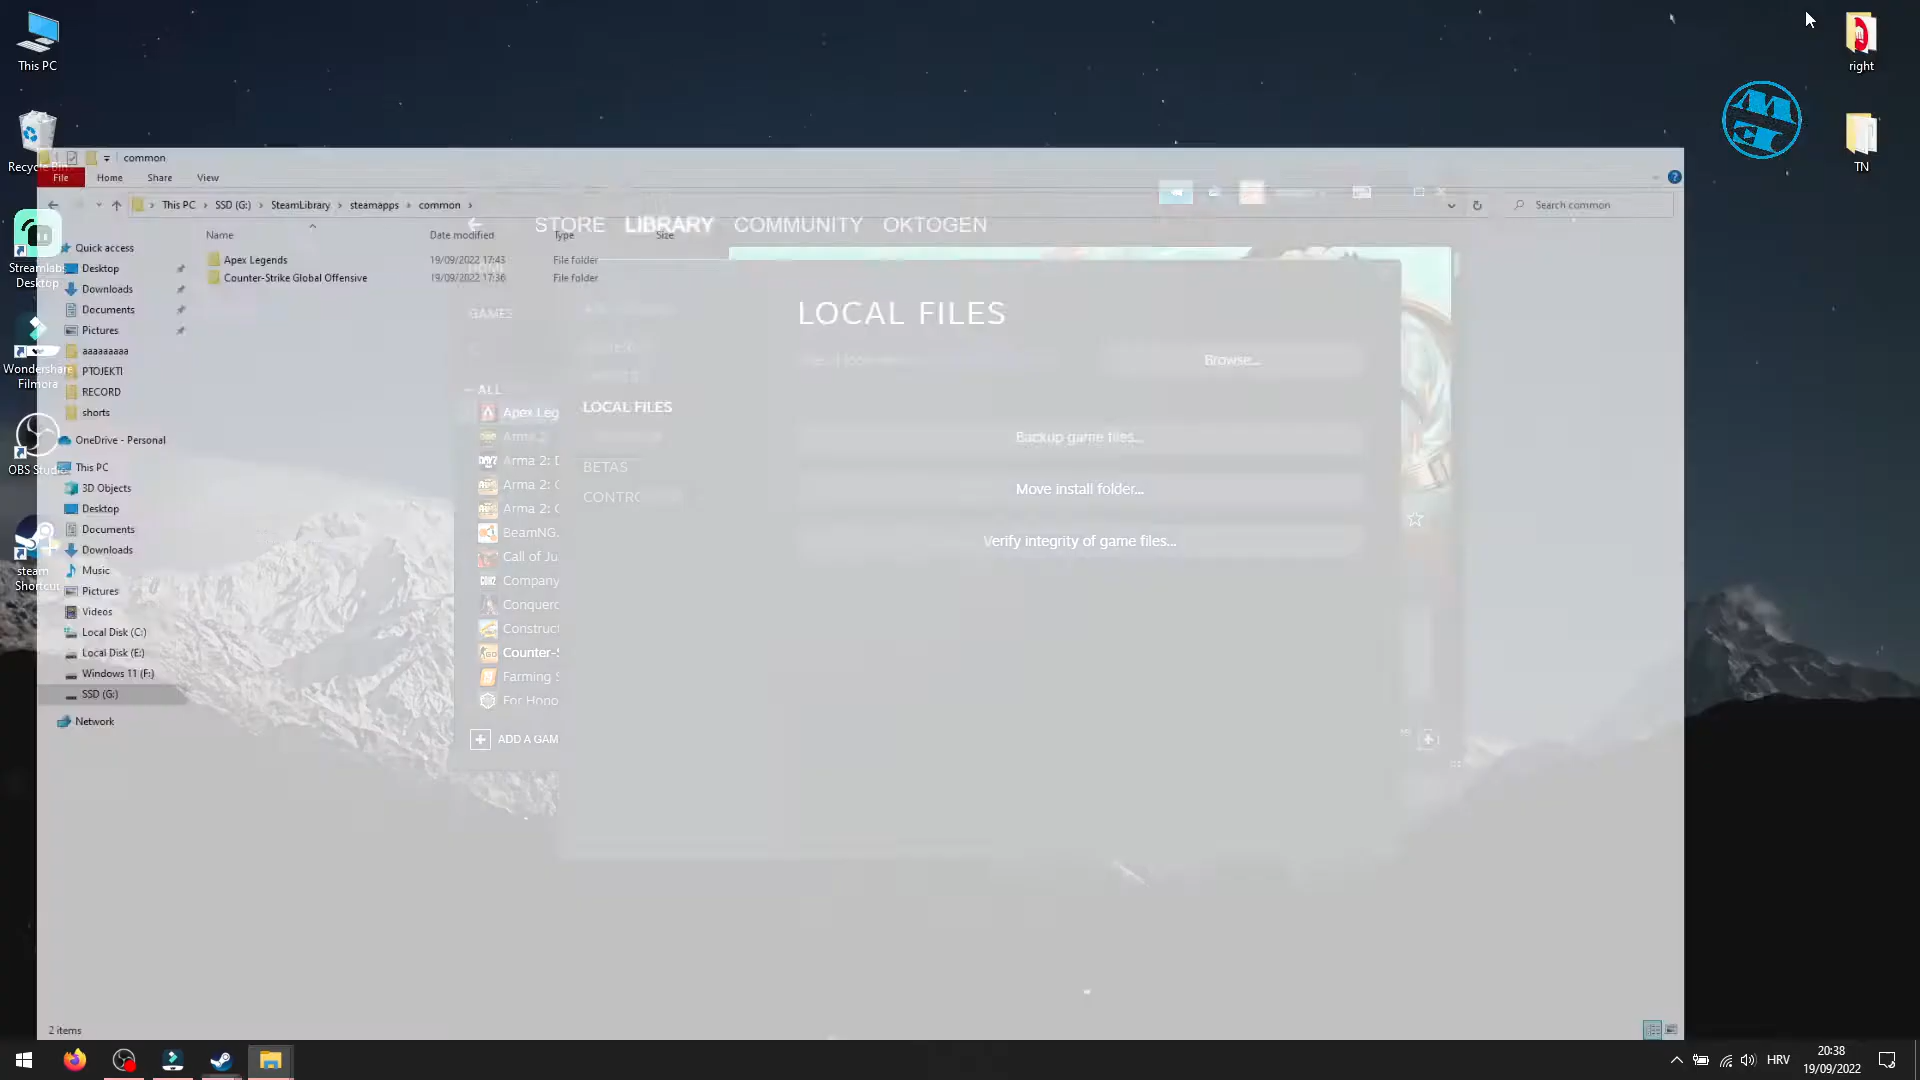 This PC
Recycle Bin
Streamlabs
Desktop
Wondershare
Filmora
OBS Studio
steam
Shortcut
right
TN
common
File
Home
Share
View
This PC
SSD (G:)
SteamLibrary
steamapps
common
Search common
Name
Date modified
Type
Size
Apex Legends
19/09/2022 17:43
File folder
Counter-Strike Global Offensive
19/09/2022 17:36
File folder
Quick access
Desktop
Downloads
Documents
Pictures
aaaaaaaaa
PTOJEKTI
RECORD
shorts
OneDrive - Personal
This PC
3D Objects
Desktop
Documents
Downloads
Music
Pictures
Videos
Local Disk (C:)
Local Disk (E:)
Windows 11 (F:)
SSD (G:)
Network
2 items
STORE
LIBRARY
COMMUNITY
OKTOGEN
HOME
GAMES
ALL
Apex Leg
Arma 2
Arma 2: D
Arma 2: C
Arma 2: C
BeamNG.
Call of Ju
Company
Conquero
Construct
Counter-S
Farming S
For Hono
ADD A GAM
LOCAL FILES
BETAS
CONTRO
LOCAL FILES
Browse...
Backup game files...
Move install folder...
Verify integrity of game files...
HRV
20:38
19/09/2022